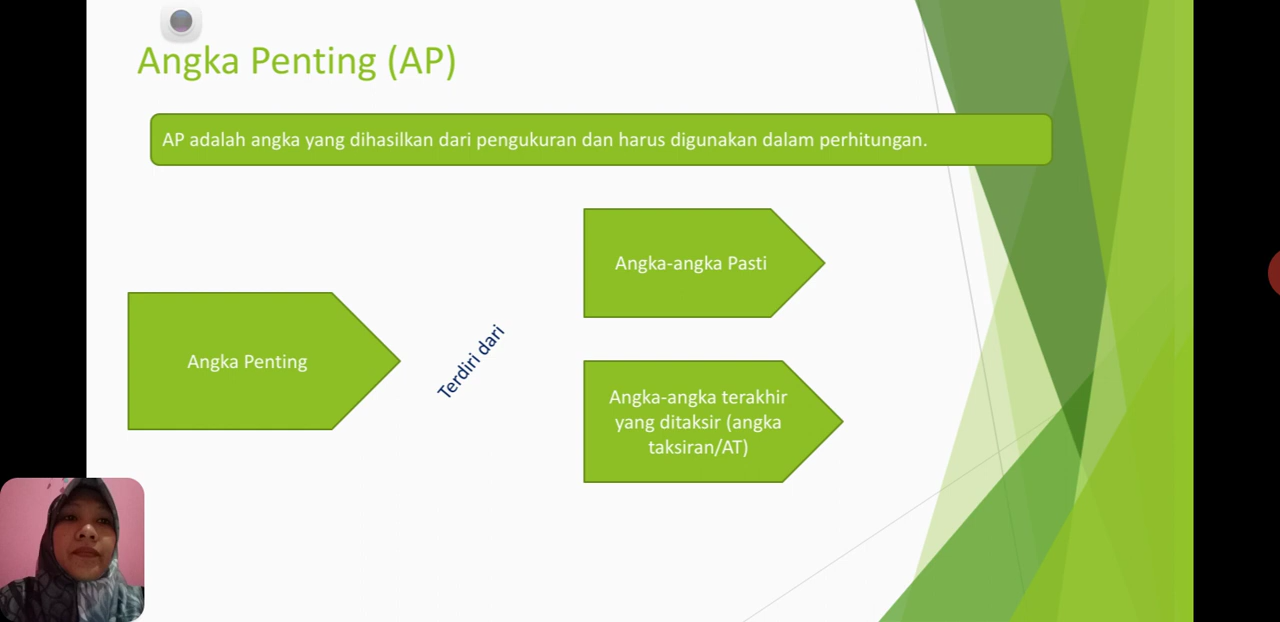 Angka Penting (AP)
AP adalah angka yang dihasilkan dari pengukuran dan harus digunakan dalam perhitungan.
Angka Penting
Terdiri dari
Angka-angka Pasti
Angka-angka terakhir
yang ditaksir (angka
taksiran/AT)